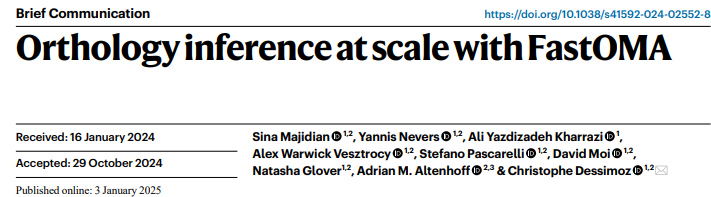 Brief Communication
https://doi.org/10.1038/s41592-024-02552-8
Orthology inference at scale with FastOMA
Received: 16 January 2024
Accepted: 29 October 2024
Published online: 3 January 2025
Sina Majidian 1,2, Yannis Nevers 1,2, Ali Yazdizadeh Kharrazi 1,
Alex Warwick Vesztrocy 1,2, Stefano Pascarelli 1,2, David Moi 1,2,
Natasha Glover1,2, Adrian M. Altenhoff 2,3 & Christophe Dessimoz 1,2